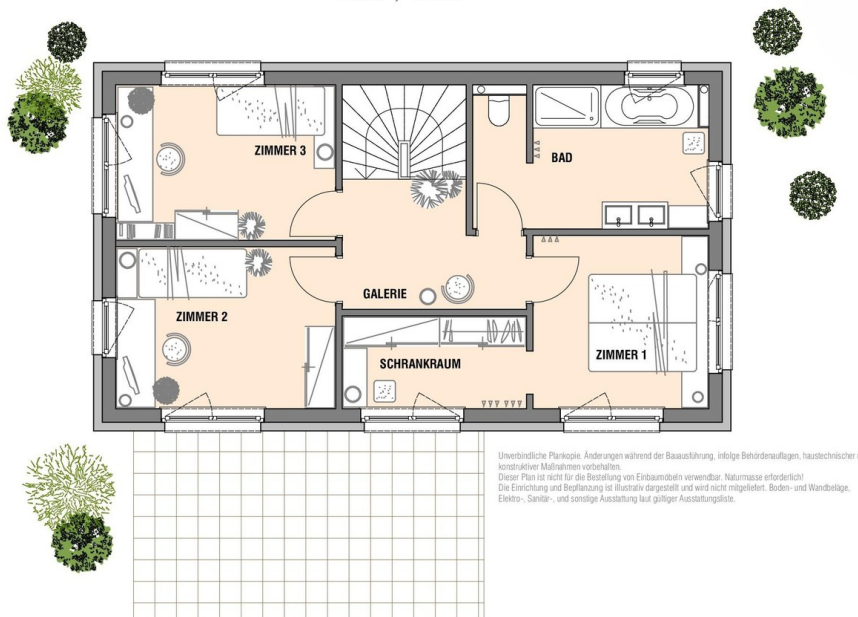 ZIMMER 3
BAD
GALERIE
ZIMMER 2
ZIMMER 1
SCHRANKRAUM
Unverbindliche Plankopie. Änderungen während der Bauausführung, infolge Behördenauflagen, haustechnischer
konstruktiver Maßnahmen vorbehalten.
Dieser Plan ist nicht für die Bestellung von Einbaumöbeln verwendbar. Naturmasse erforderlich!
Die Einrichtung und Bepflanzung ist illustrativ dargestellt und wird nicht mitgeliefert. Boden- und Wandbeläge,
Elektro-, Sanitär-, und sonstige Ausstattung laut gültiger Ausstattungsliste.